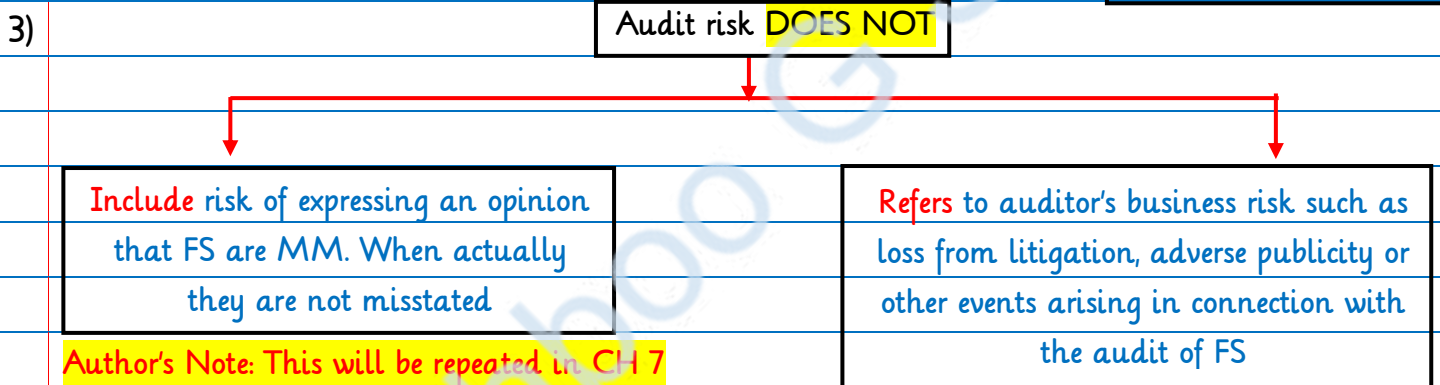 3)
Audit risk DOES NOT
Include risk of expressing an opinion
that FS are MM. When actually
they are not misstated
Author's Note: This will be repeated in CH 7
Refers to auditor's business risk such as
loss from litigation, adverse publicity or
other events arising in connection with
the audit of FS